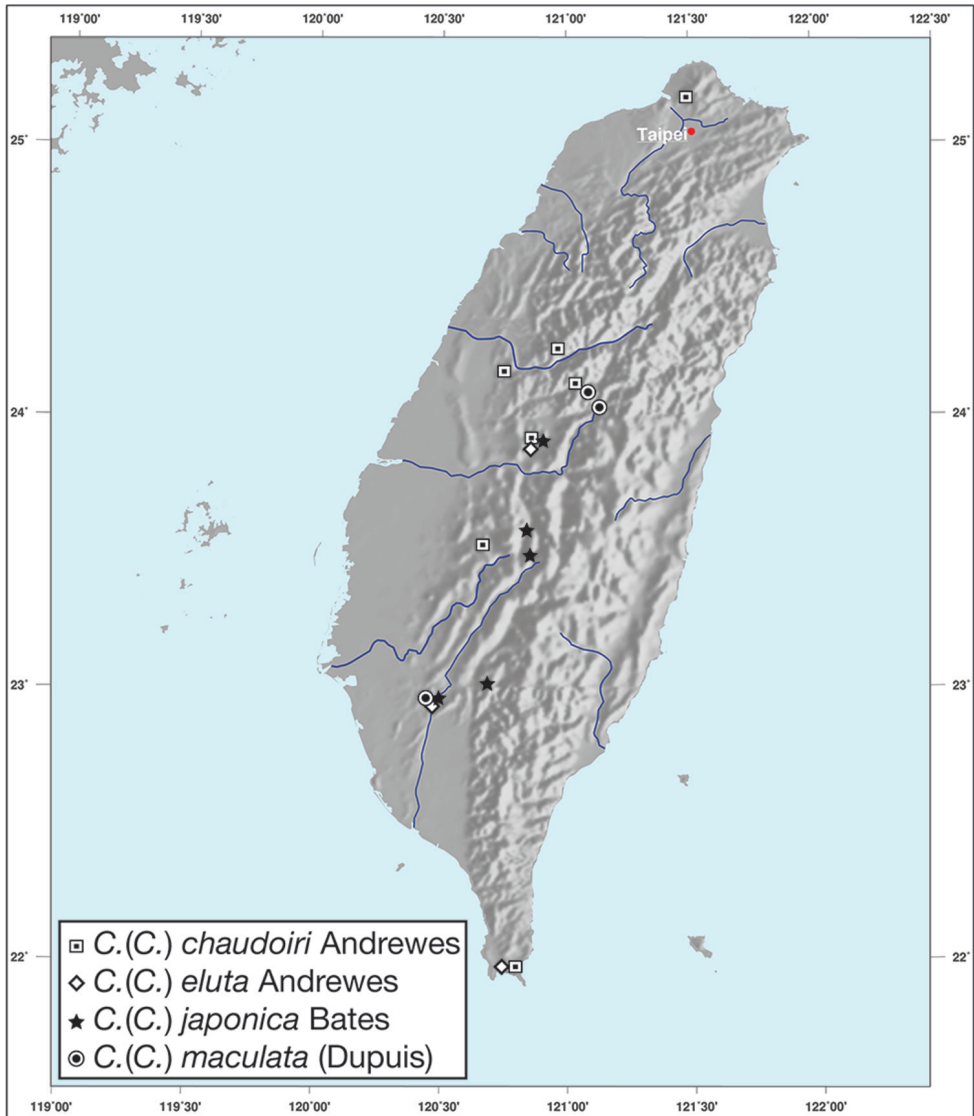 119°00' 119°30' 120°00' 120°30' 121°00' 121°30' 122°00' 122°30'
25° 25°
Taipei
24° 24°
23° 23°
22° 22°
C.(C.) chaudoiri Andrewes
C.(C.) eluta Andrewes
C.(C.) japonica Bates
C.(C.) maculata (Dupuis)
119°00' 119°30' 120°00' 120°30' 121°00' 121°30' 122°00'